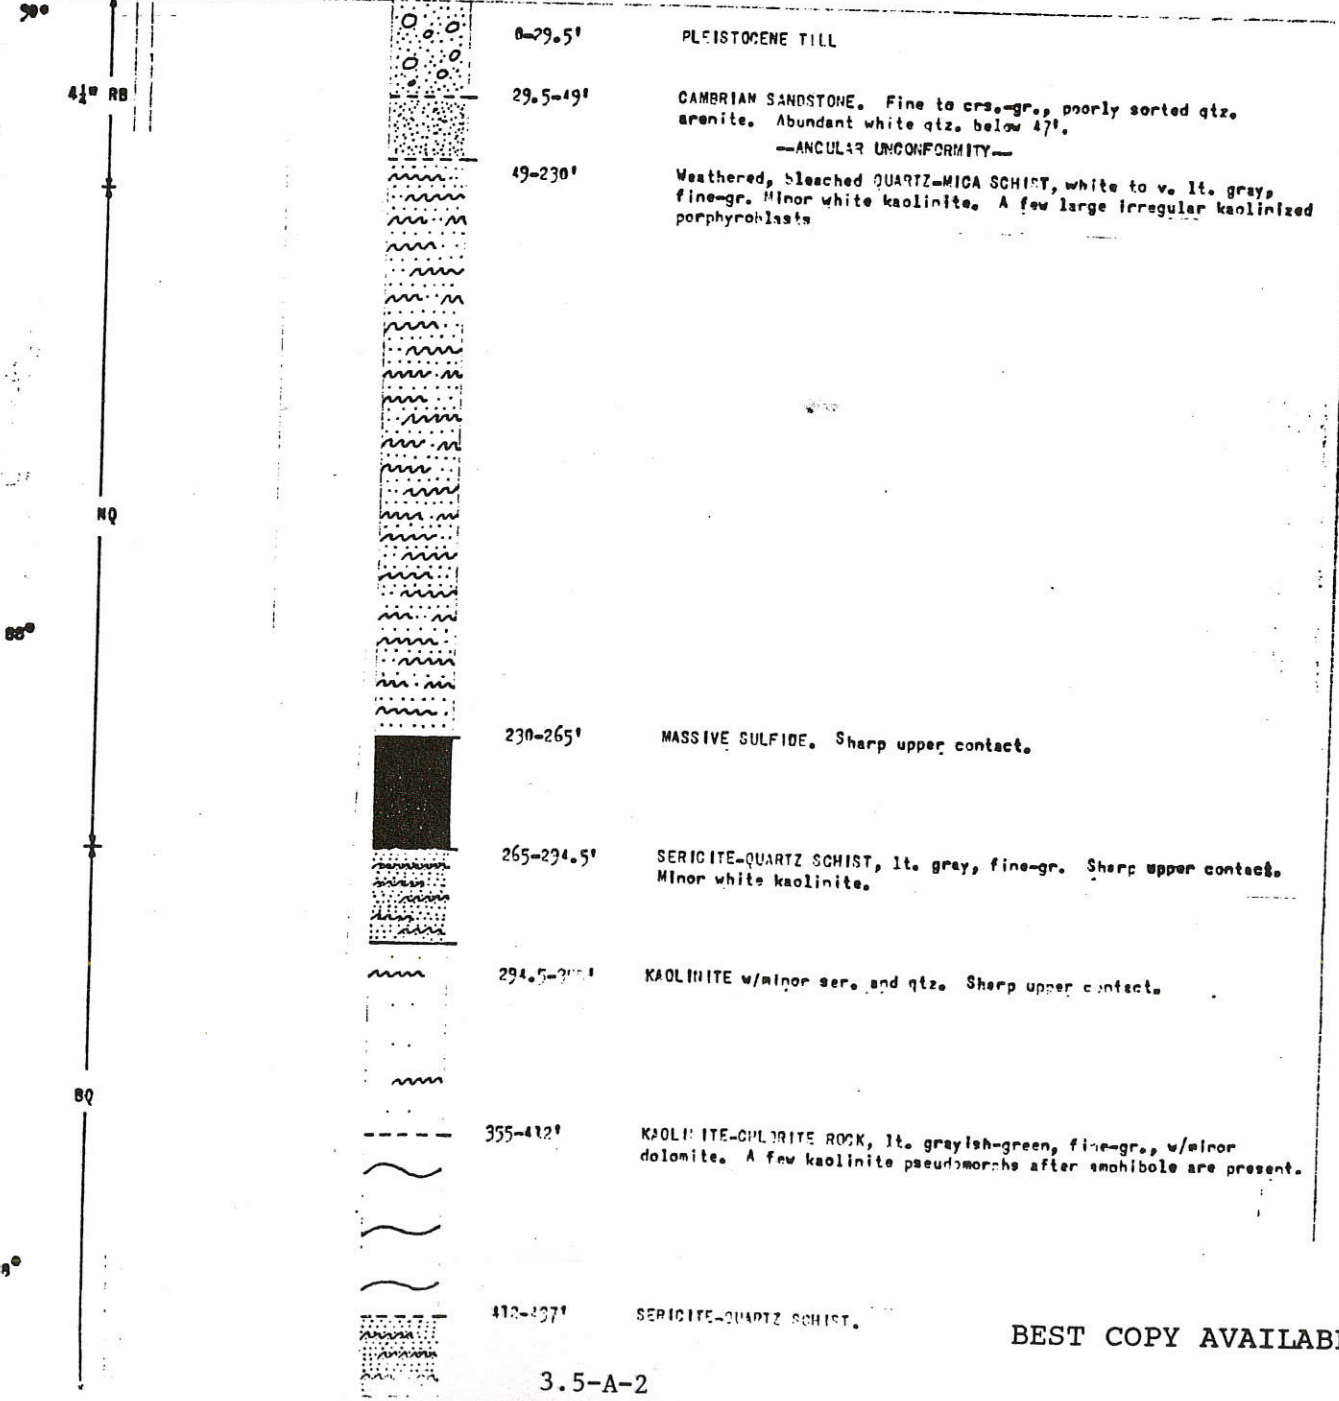 90°
0-29.5' PLEISTOCENE TILL
4¼" RB
29.5-49' CAMBRIAN SANDSTONE. Fine to crs.-gr., poorly sorted qtz.
arenite. Abundant white qtz. below 47'.
—ANGULAR UNCONFORMITY—
49-230' Weathered, bleached QUARTZ-MICA SCHIST, white to v. lt. gray,
fine-gr. Minor white kaolinite. A few large irregular kaolinized
porphyroblasts
NQ
88°
230-265' MASSIVE SULFIDE. Sharp upper contact.
265-294.5' SERICITE-QUARTZ SCHIST, lt. gray, fine-gr. Sharp upper contact.
Minor white kaolinite.
294.5- KAOLINITE w/minor ser. and qtz. Sharp upper contact.
BQ
355-412' KAOLINITE-CHLORITE ROCK, lt. grayish-green, fine-gr., w/minor
dolomite. A few kaolinite pseudomorphs after amphibole are present.
412-437' SERICITE-QUARTZ SCHIST.
BEST COPY AVAILAB
3.5-A-2